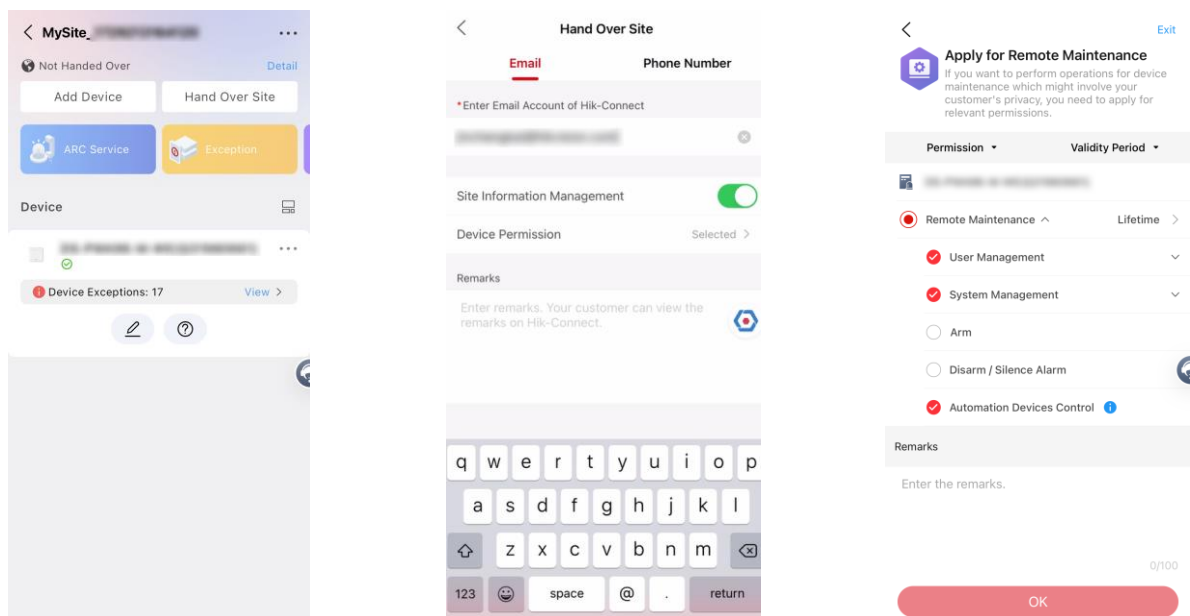 MySite_
Not Handed Over
Detail
Add Device
Hand Over Site
ARC Service
Exception
Device
Device Exceptions: 17
View >
Hand Over Site
Email
Phone Number
*Enter Email Account of Hik-Connect
Site Information Management
Device Permission
Selected >
Remarks
Enter remarks. Your customer can view the
remarks on Hik-Connect.
q w e r t y u i o p
a s d f g h j k l
z x c v b n m
123
space
@
.
return
Exit
Apply for Remote Maintenance
If you want to perform operations for device
maintenance which might involve your
customer's privacy, you need to apply for
relevant permissions.
Permission
Validity Period
Remote Maintenance
Lifetime >
User Management
System Management
Arm
Disarm / Silence Alarm
Automation Devices Control
Remarks
Enter the remarks.
0/100
OK